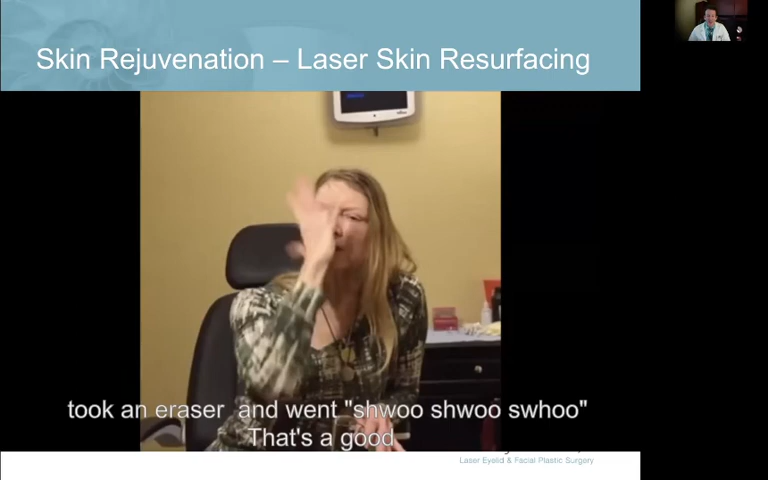 Skin Rejuvenation – Laser Skin Resurfacing
took an eraser  and went "shwoo shwoo swhoo"
That's a good
Laser Eyelid & Facial Plastic Surgery